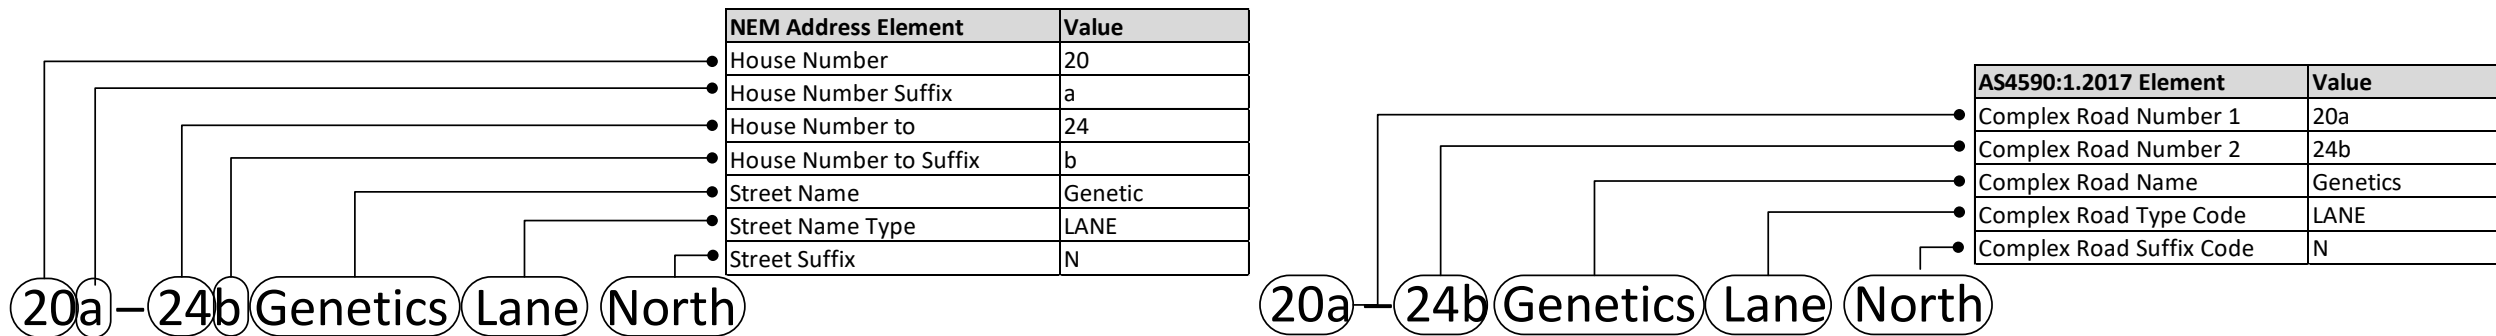 NEM Address Element Value
House Number 20
House Number Suffix a
House Number to 24
House Number to Suffix b
Street Name Genetic
Street Name Type LANE
Street Suffix N
20a – 24b Genetics Lane North
AS4590:1.2017 Element Value
Complex Road Number 1 20a
Complex Road Number 2 24b
Complex Road Name Genetics
Complex Road Type Code LANE
Complex Road Suffix Code N
20a – 24b Genetics Lane North